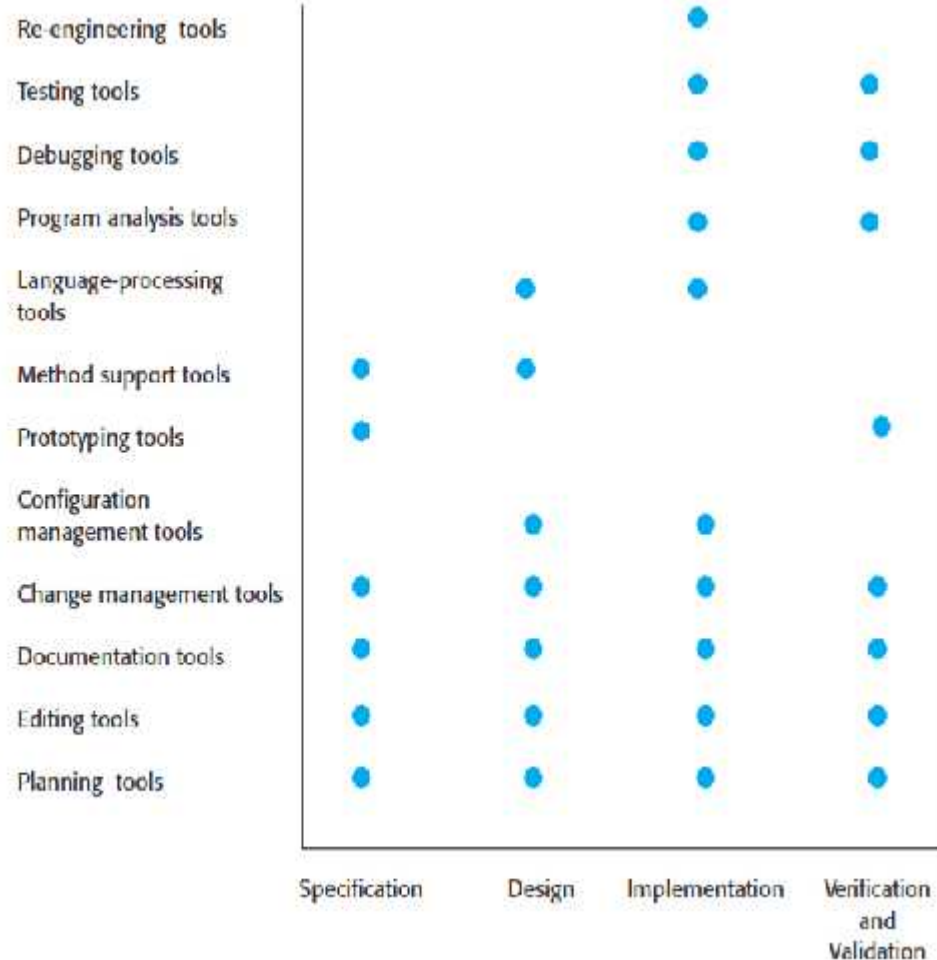 Re-engineering tools
Testing tools
Debugging tools
Program analysis tools
Language-processing
tools
Method support tools
Prototyping tools
Configuration
management tools
Change management tools
Documentation tools
Editing tools
Planning tools
Specification
Design
Implementation
Verification
and
Validation